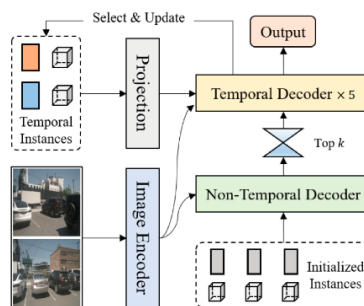 Select & Update
Output
Temporal
Instances
Projection
Temporal Decoder × 5
Top k
Image Encoder
Non-Temporal Decoder
Initialized
Instances